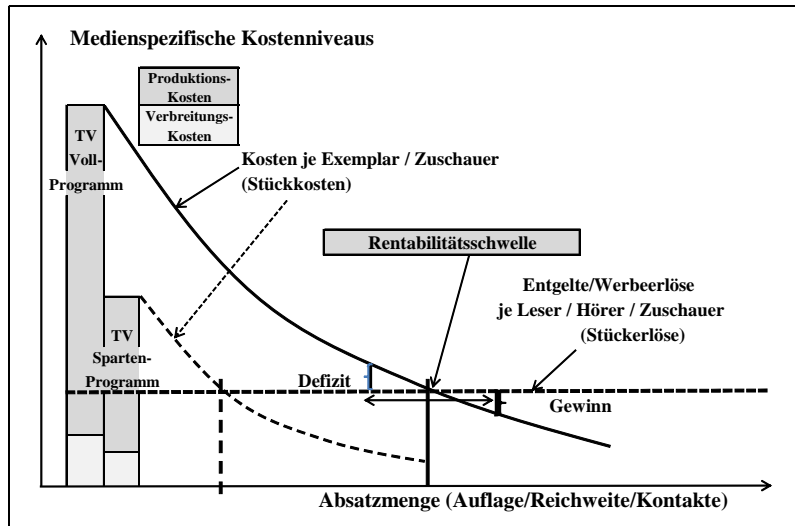 Medienspezifische Kostenniveaus
Produktions-
Kosten
Verbreitungs-
Kosten
TV
Voll-
Programm
Kosten je Exemplar / Zuschauer
(Stückkosten)
Rentabilitätsschwelle
Entgelte/Werbeerlöse
je Leser / Hörer / Zuschauer
(Stückerlöse)
TV
Sparten-
Programm
Defizit
Gewinn
Absatzmenge (Auflage/Reichweite/Kontakte)